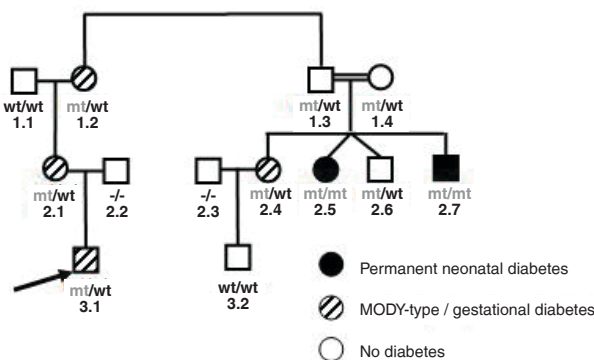 wt/wt mt/wt mt/wt mt/wt
1.1 1.2 1.3 1.4
-/- -/- mt/wt mt/mt mt/wt mt/mt
mt/wt 2.2 2.3 2.4 2.5 2.6 2.7
2.1
mt/wt wt/wt
3.1 3.2
Permanent neonatal diabetes
MODY-type / gestational diabetes
No diabetes